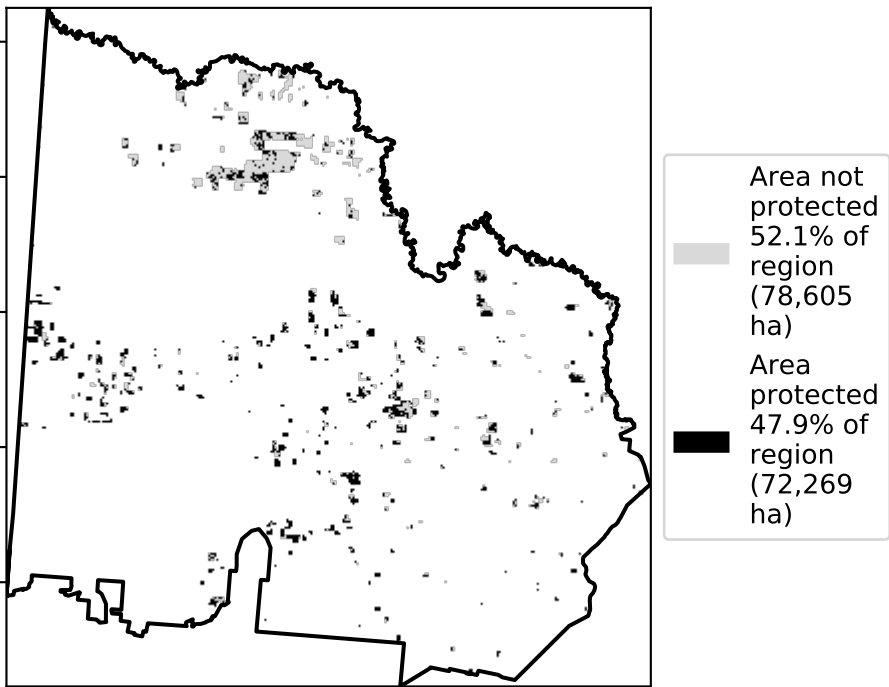 Area not
protected
52.1% of
region
(78,605
ha)
Area
protected
47.9% of
region
(72,269
ha)